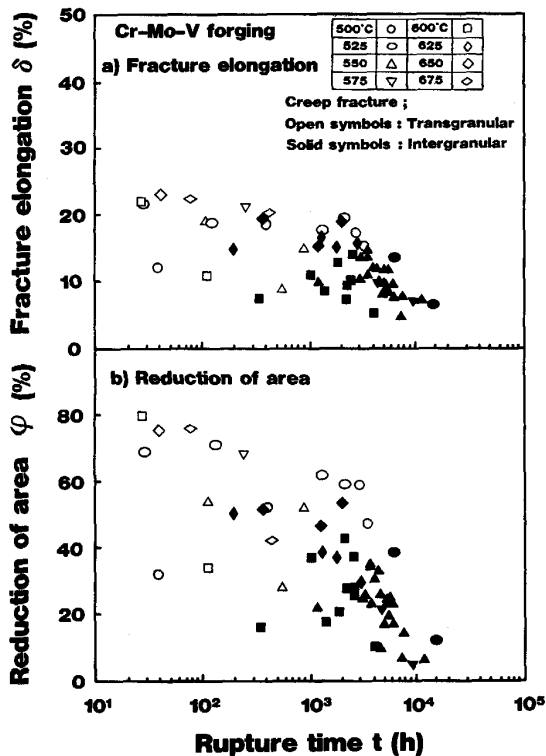 Cr-Mo-V forging
a) Fracture elongation
500°C 600°C
525 625
550 650
575 675
Creep fracture ;
Open symbols : Transgranular
Solid symbols : Intergranular
Fracture elongation δ (%)
50
40
30
20
10
0
b) Reduction of area
Reduction of area φ (%)
80
60
40
20
0
10¹ 10² 10³ 10⁴ 10⁵
Rupture time t (h)